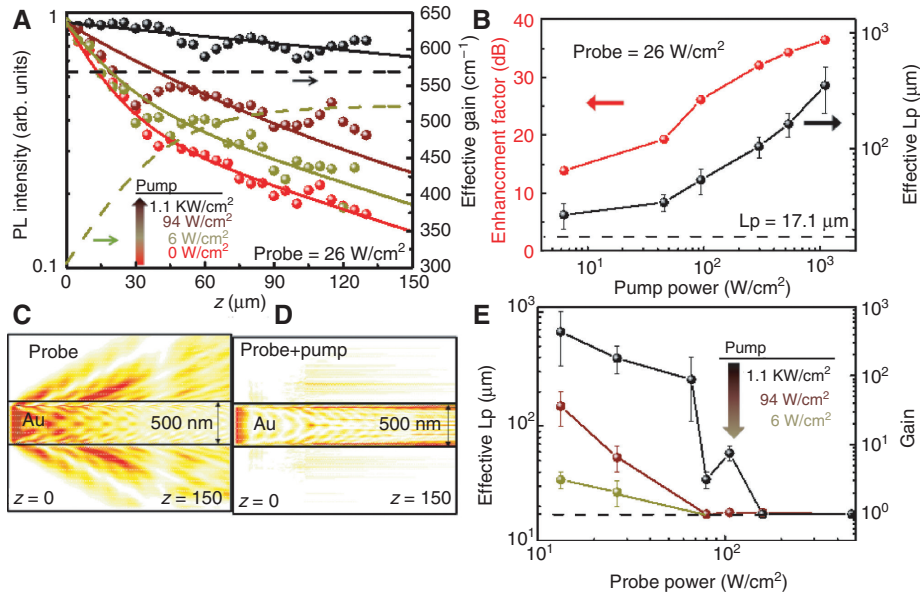 A
PL intensity (arb. units)
1
0.1
0 30 60 90 120 150
z (μm)
Effective gain (cm⁻¹)
650
600
550
500
450
400
350
300
Pump
1.1 KW/cm²
94 W/cm²
6 W/cm²
0 W/cm²
Probe = 26 W/cm²
B
Enhancement factor (dB)
40
30
20
10
0
Probe = 26 W/cm²
Lp = 17.1 μm
10¹ 10² 10³
Pump power (W/cm²)
Effective Lp (μm)
10³
10²
C
Probe
Au
500 nm
z = 0
z = 150
D
Probe+pump
Au
500 nm
z = 0
z = 150
E
Effective Lp (μm)
10³
10²
10¹
Pump
1.1 KW/cm²
94 W/cm²
6 W/cm²
10¹ 10²
Probe power (W/cm²)
Gain
10³
10²
10¹
10⁰